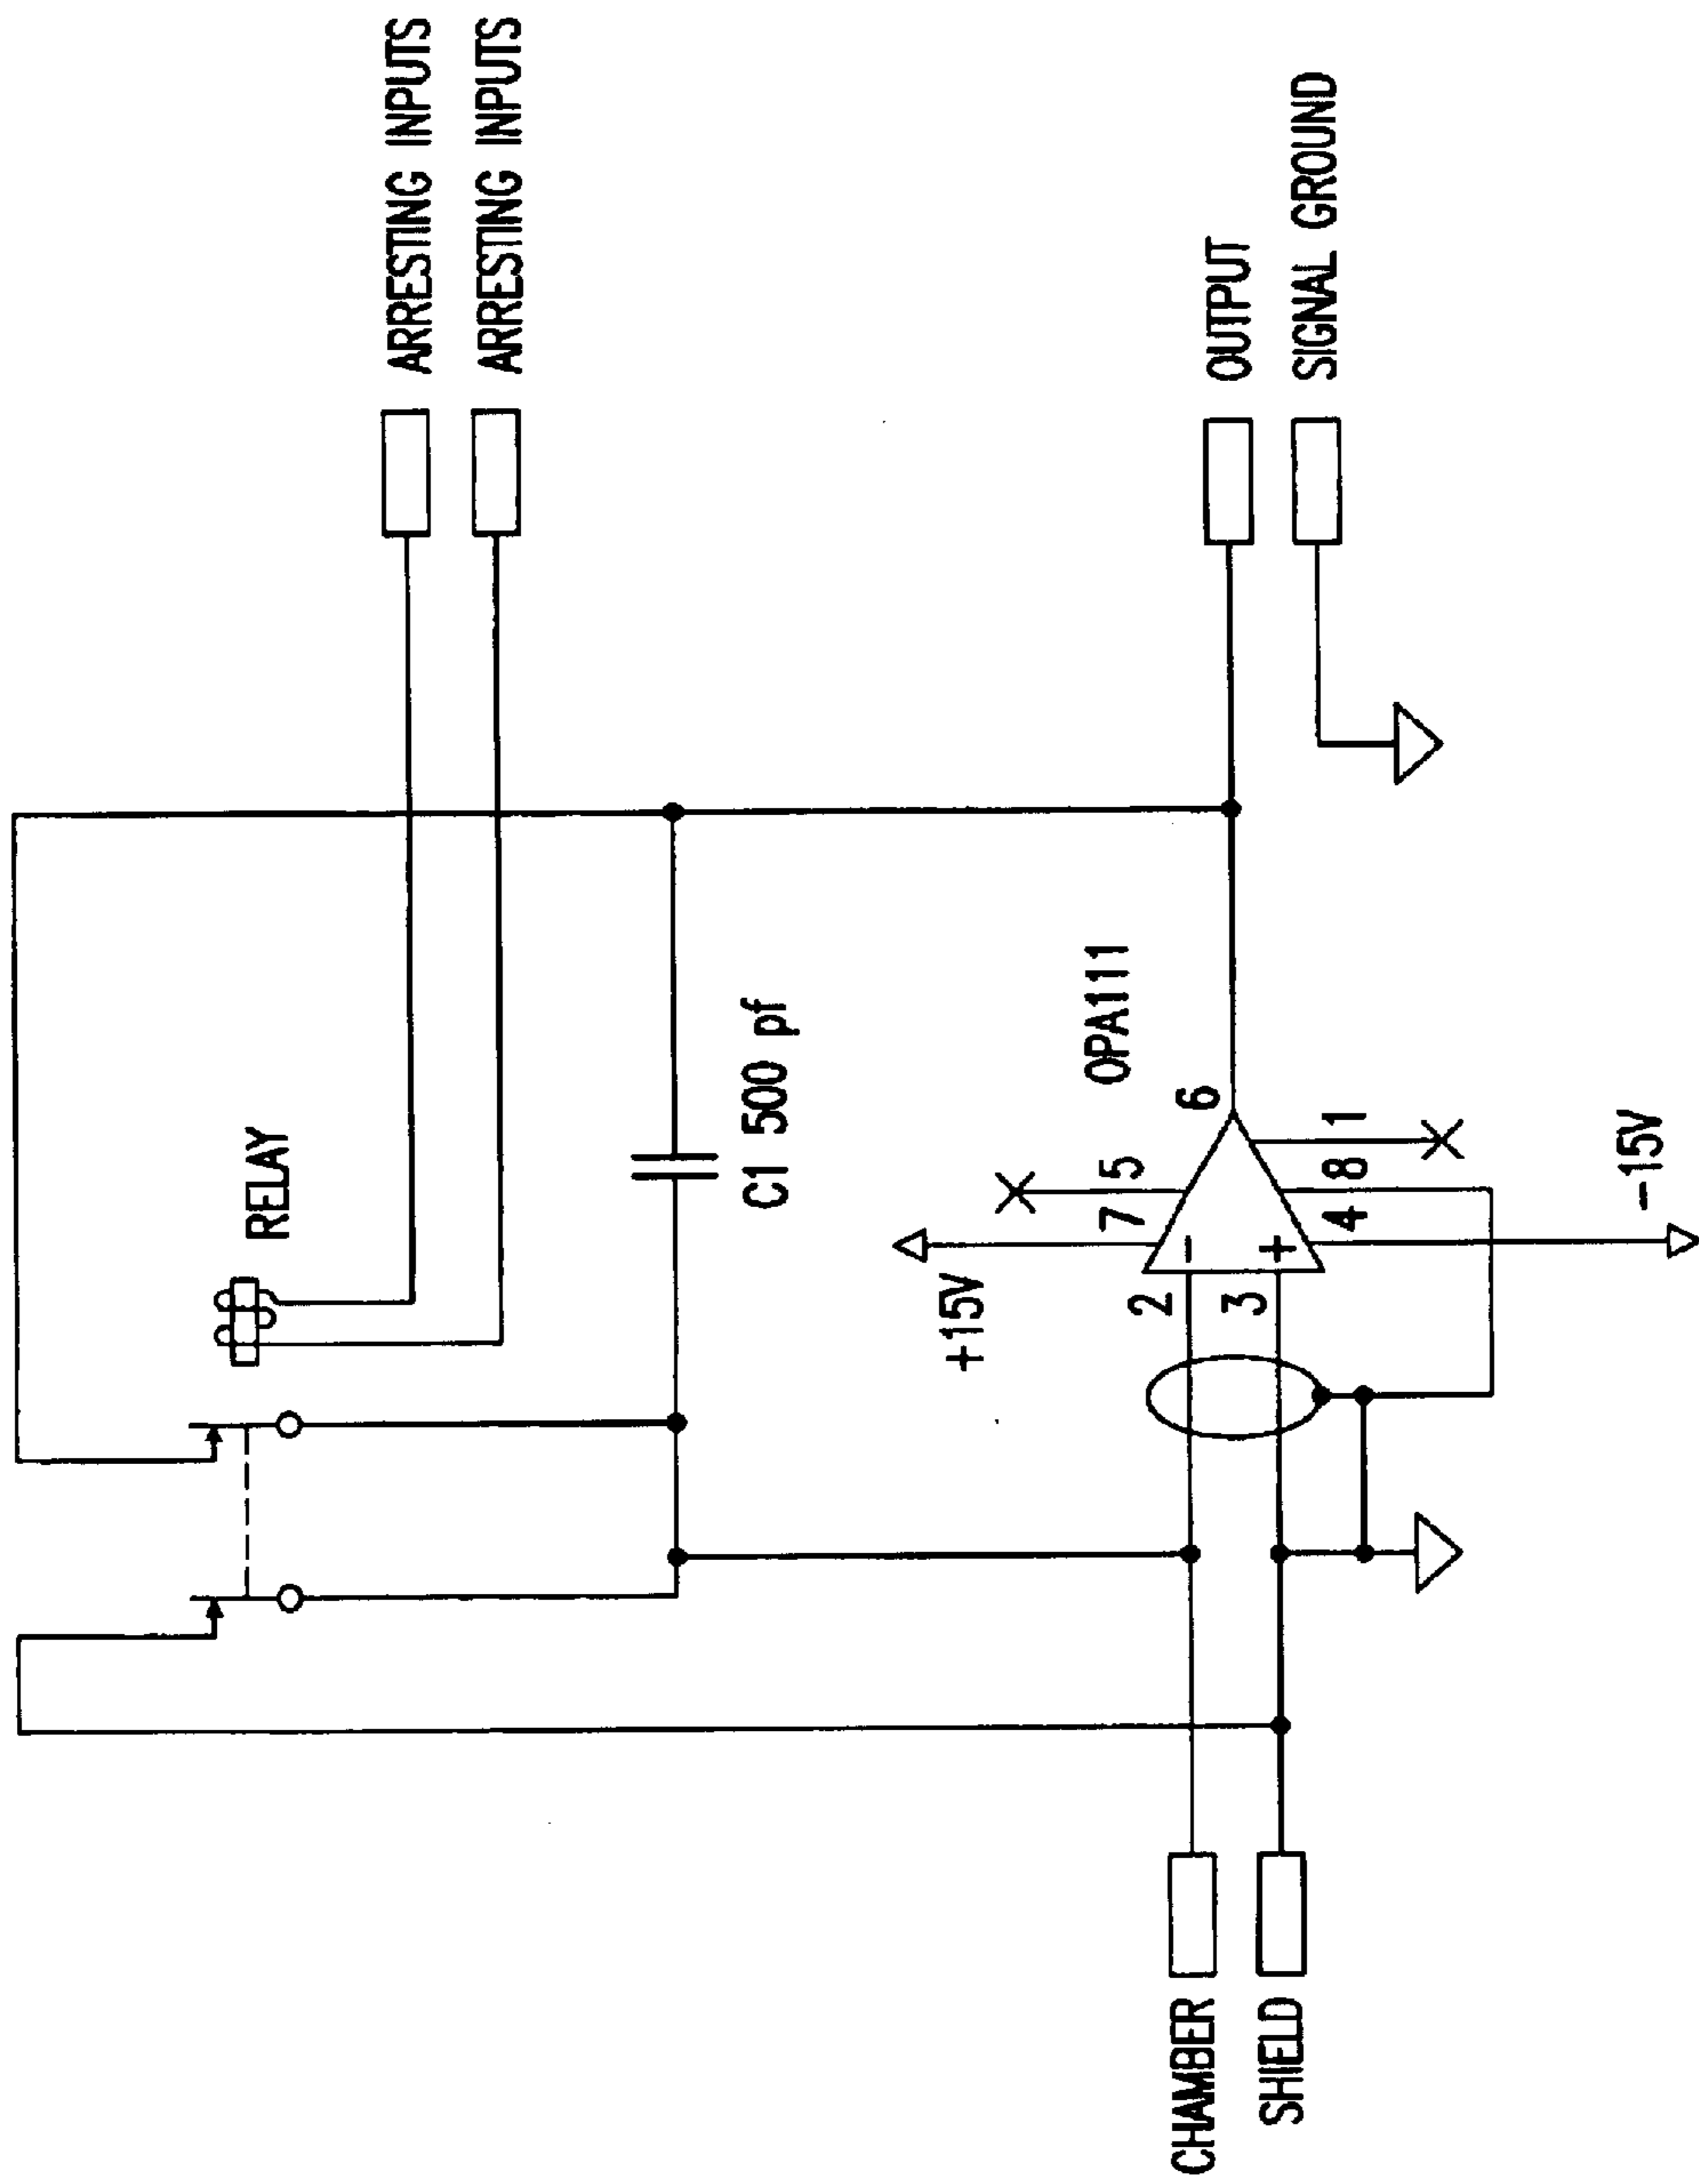 ARRESTING INPUTS
ARRESTING INPUTS
RELAY
C1 500 pf
+15V
OPA111
7
5
6
2
-
3
+
4
8
1
-15V
CHAMBER
SHIELD
OUTPUT
SIGNAL GROUND